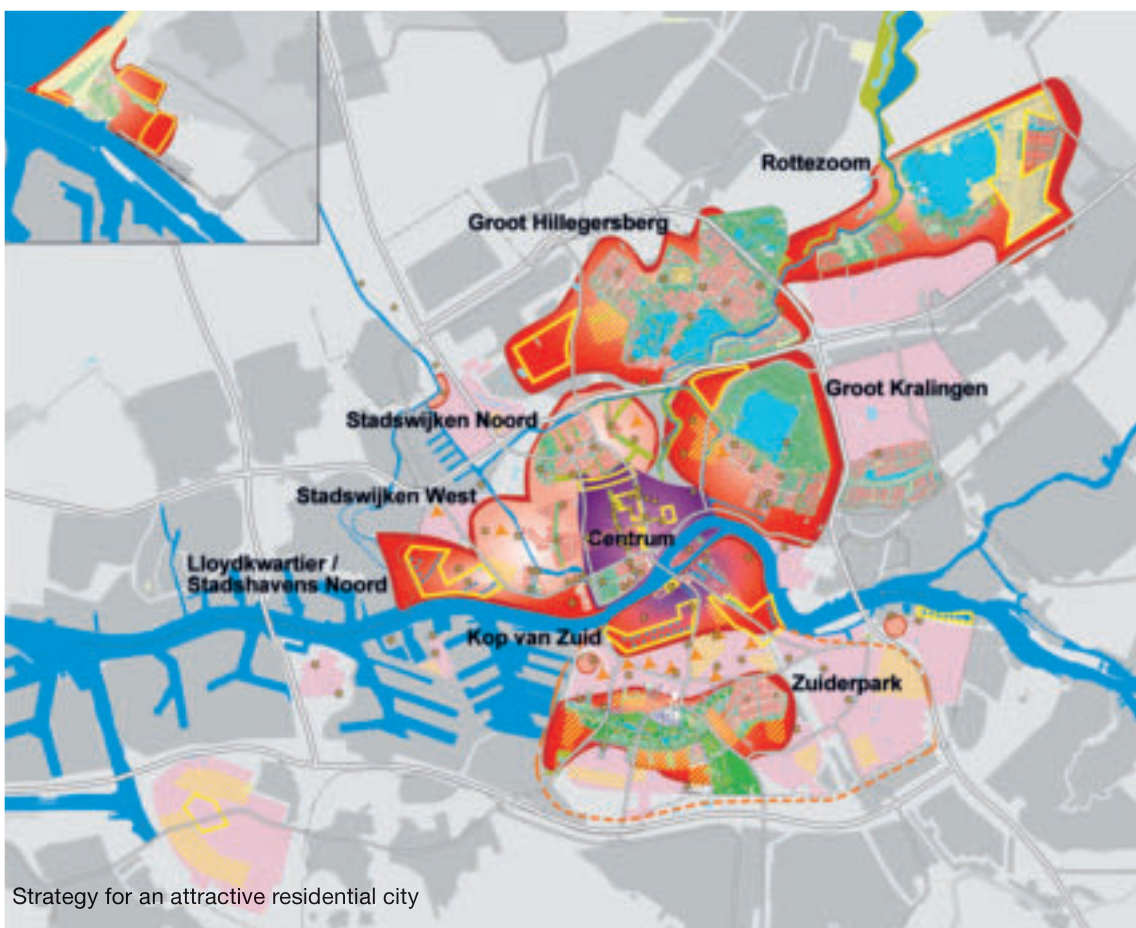 Rottezoom
Groot Hillegersberg
Groot Kralingen
Stadswijken Noord
Stadswijken West
Centrum
Lloydkwartier /
Stadshavens Noord
Kop van Zuid
Zuiderpark
Strategy for an attractive residential city